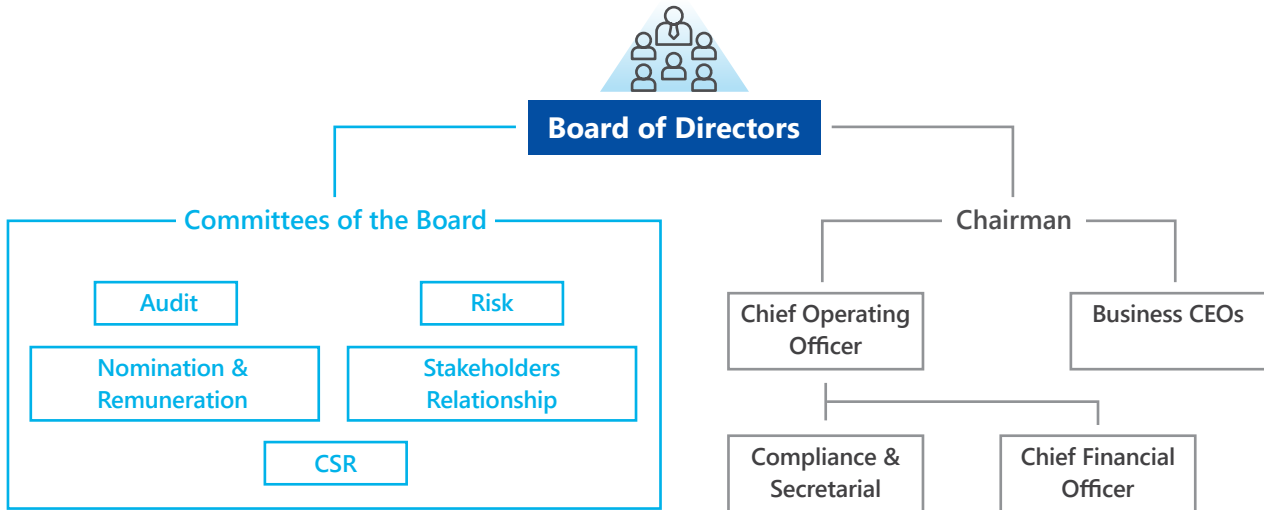 Board of Directors
Committees of the Board
Audit
Risk
Nomination &
Remuneration
Stakeholders
Relationship
CSR
Chairman
Chief Operating
Officer
Business CEOs
Compliance &
Secretarial
Chief Financial
Officer